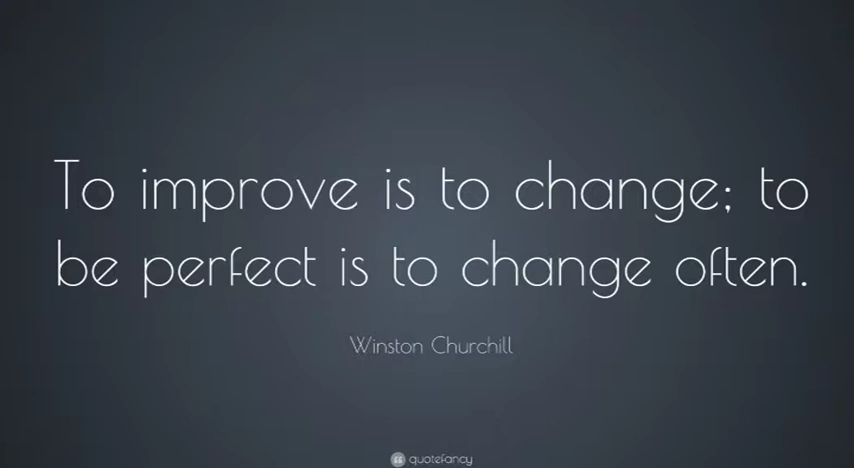 To improve is to change; to
be perfect is to change often.
Winston Churchill
quotefancy